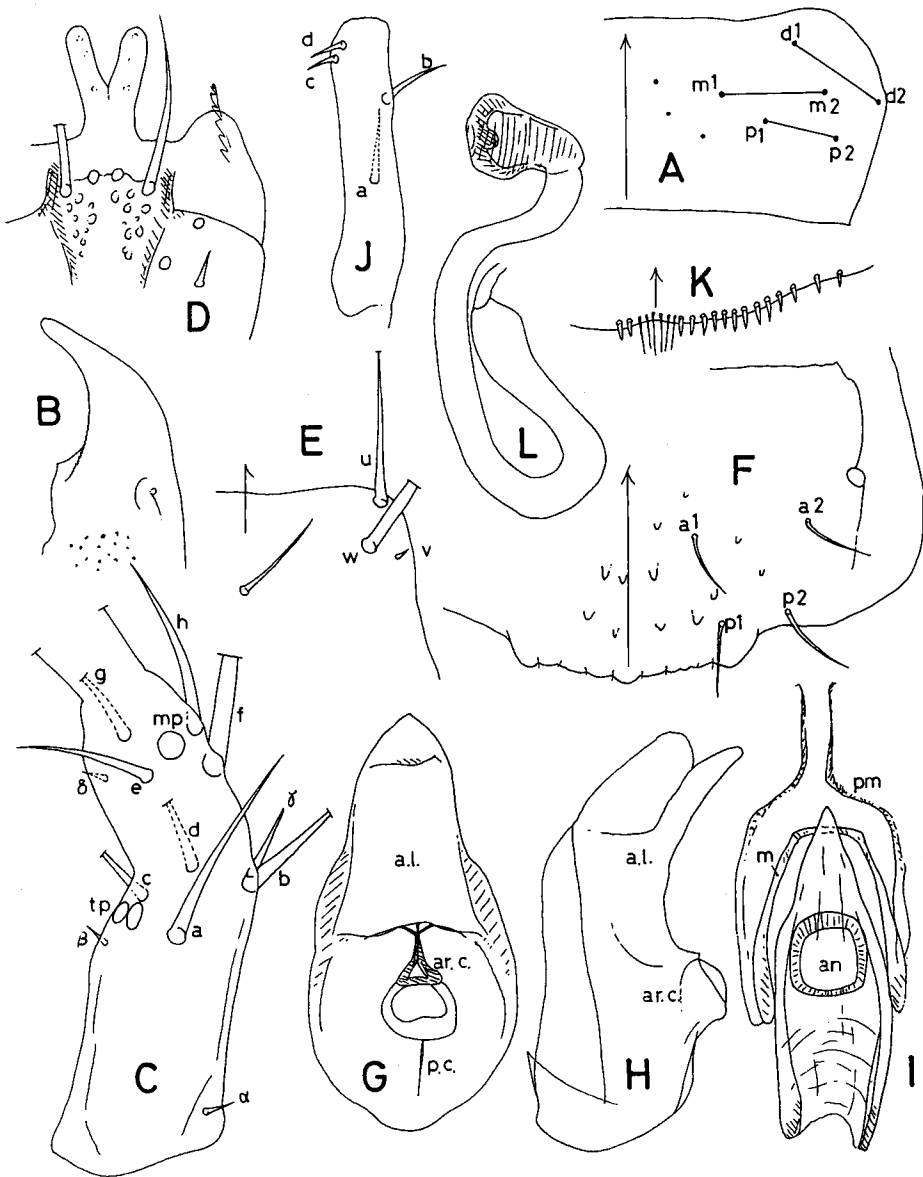 d1
d2
m1
m2
p1
p2
A
d
c
b
a
J
D
K
B
E
u
w
v
L
F
a1
a2
p1
p2
h
g
mp
f
δ
e
d
γ
b
c
tp
β
a
C
α
a.l.
ar.c.
p.c.
G
a.l.
ar.c.
H
pm
m
an
I